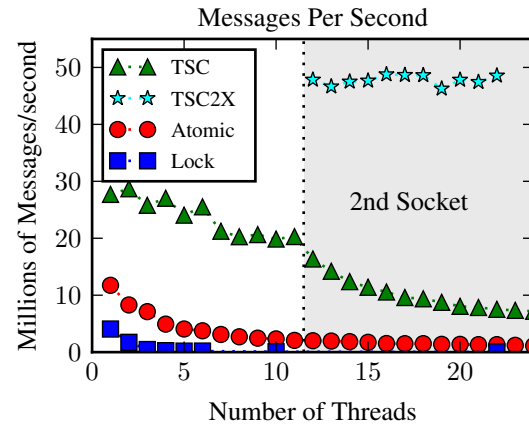 Messages Per Second
Millions of Messages/second
60
50
40
30
20
10
0
TSC
TSC2X
Atomic
Lock
2nd Socket
0 5 10 15 20
Number of Threads